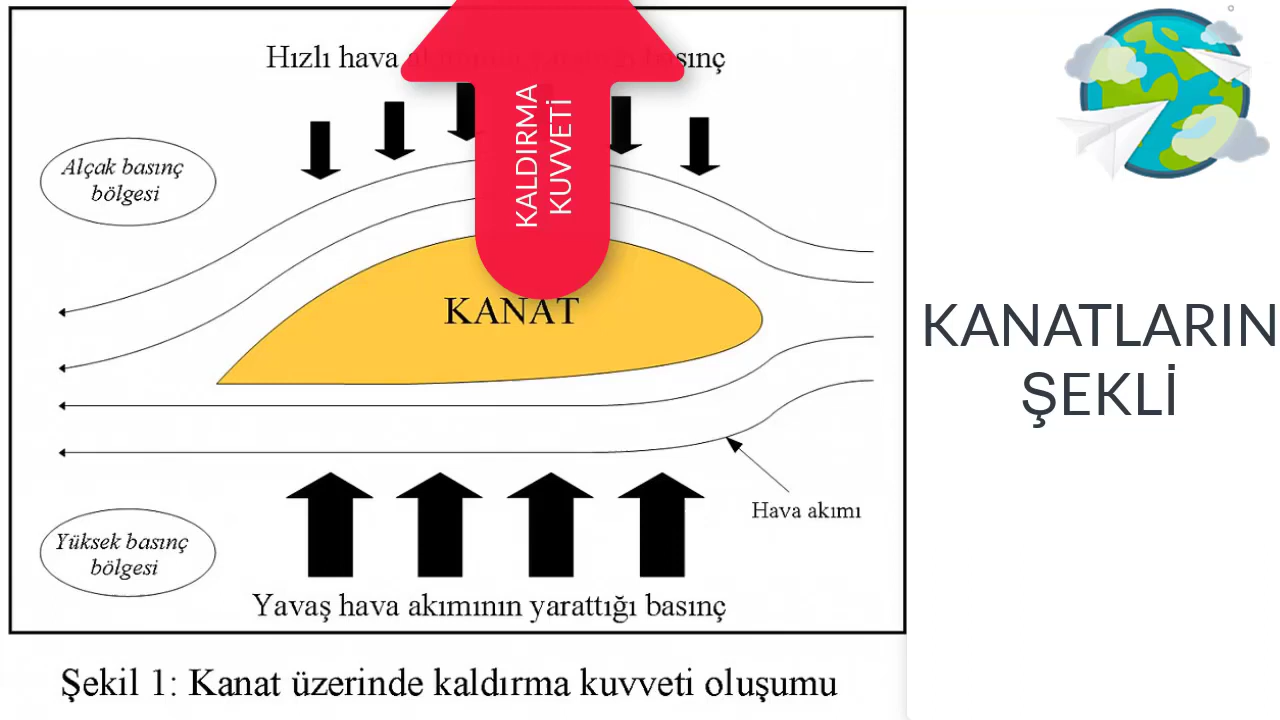 Hızlı hava basınç
KALDIRMA
KUVVETİ
Alçak basınç
bölgesi
KANAT
Hava akımı
Yüksek basınç
bölgesi
Yavaş hava akımının yarattığı basınç
Şekil 1: Kanat üzerinde kaldırma kuvveti oluşumu
KANATLARIN
ŞEKLİ